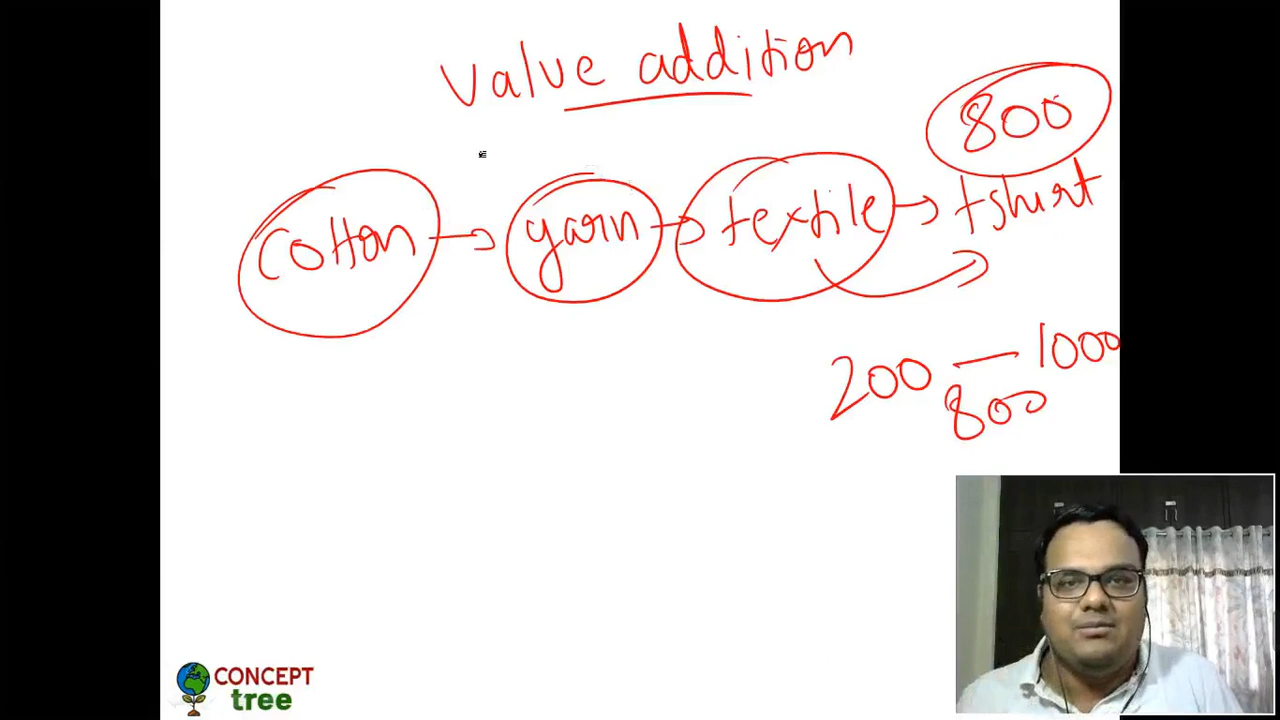 value addition
800
cotton → yarn → textile → tshirt
200 — 1000
800
CONCEPT
tree